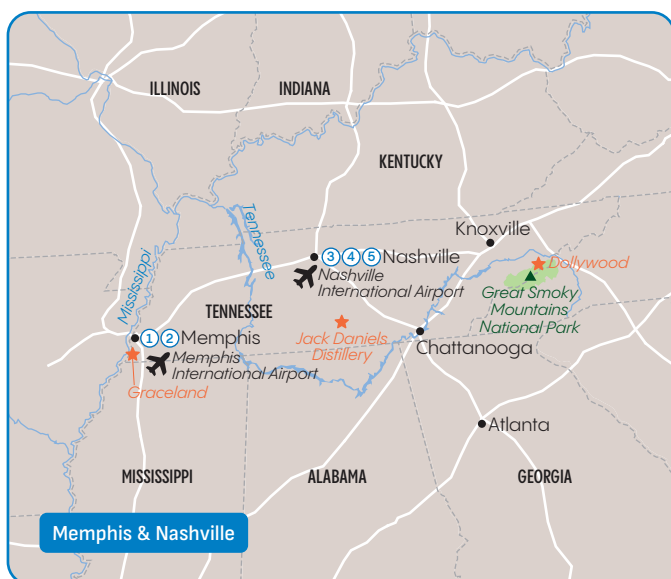 ILLINOIS
INDIANA
KENTUCKY
Tennessee
Mississippi
Knoxville
3 4 5 Nashville
Nashville
International Airport
Dollywood
Great Smoky
Mountains
National Park
TENNESSEE
1 2 Memphis
Memphis
International Airport
Graceland
Jack Daniels
Distillery
Chattanooga
Atlanta
MISSISSIPPI
ALABAMA
GEORGIA
Memphis & Nashville